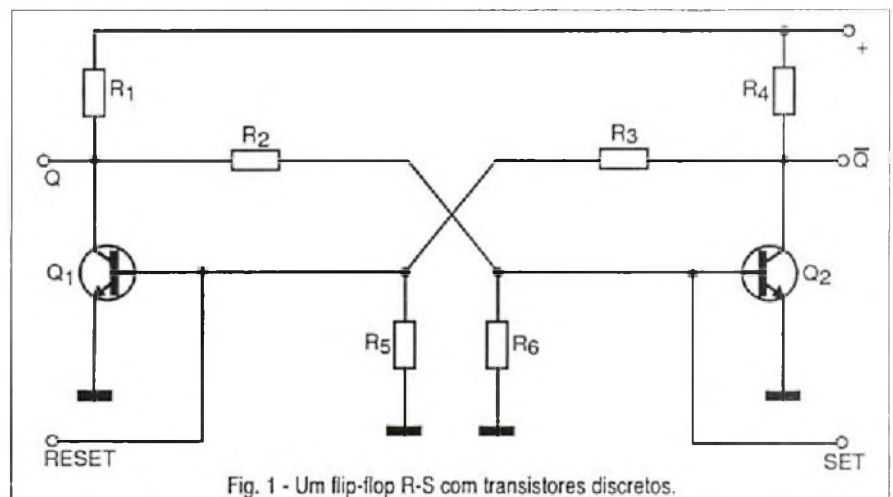 +
R1
R4
R2
R3
Q
Q̅
Q1
Q2
R5
R6
RESET
SET
Fig. 1 - Um flip-flop R-S com transistores discretos.